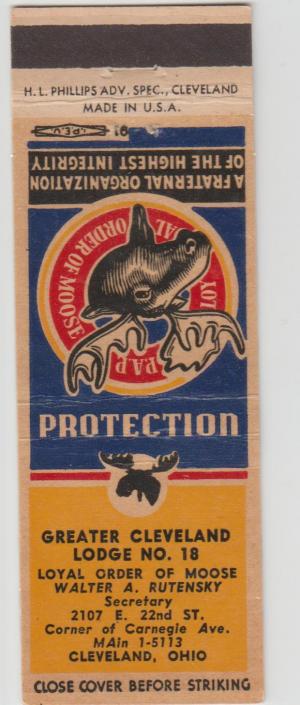 H. L. PHILLIPS ADV. SPEC., CLEVELAND
MADE IN U.S.A.
A FRATERNAL ORGANIZATION
OF THE HIGHEST INTEGRITY
LOYAL ORDER OF MOOSE
P.A.P.
PROTECTION
GREATER CLEVELAND
LODGE NO. 18
LOYAL ORDER OF MOOSE
WALTER A. RUTENSKY
Secretary
2107 E. 22nd ST.
Corner of Carnegie Ave.
MAin 1-5113
CLEVELAND, OHIO
CLOSE COVER BEFORE STRIKING